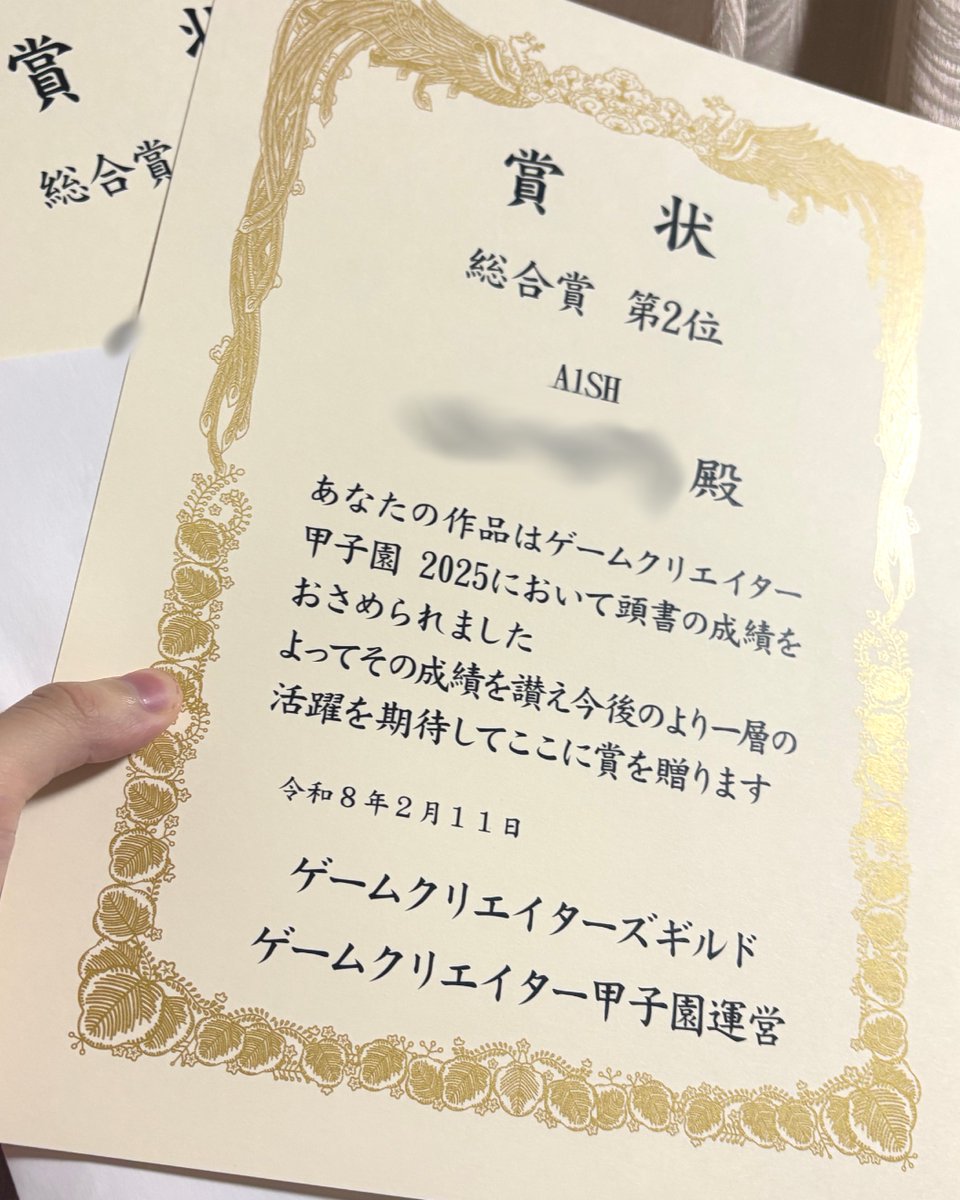 賞
総合賞
賞 状
総合賞 第2位
A1SH
殿
あなたの作品はゲームクリエイター
甲子園 2025において頭書の成績を
おさめられました
よってその成績を讃え今後のより一層の
活躍を期待してここに賞を贈ります
令和8年2月11日
ゲームクリエイターズギルド
ゲームクリエイター甲子園運営